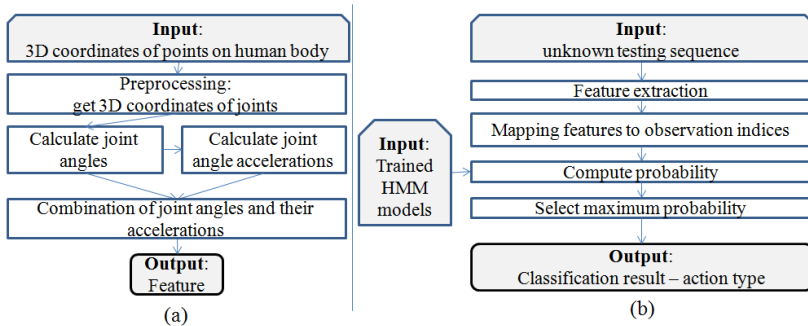 Input:
3D coordinates of points on human body
Preprocessing:
get 3D coordinates of joints
Calculate joint
angles
Calculate joint
angle accelerations
Combination of joint angles and their
accelerations
Output:
Feature
(a)
Input:
unknown testing sequence
Feature extraction
Mapping features to observation indices
Input:
Trained
HMM
models
Compute probability
Select maximum probability
Output:
Classification result – action type
(b)